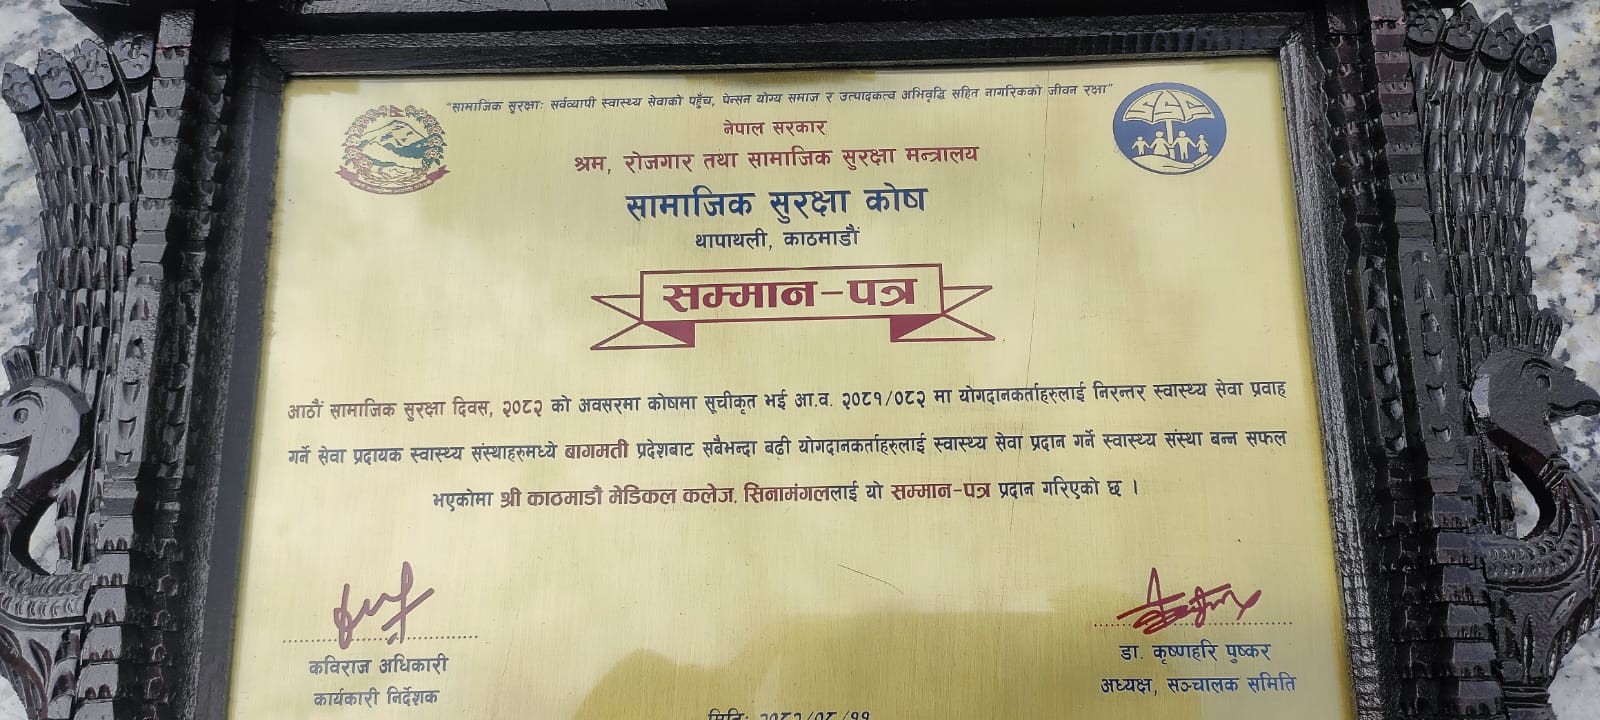 "सामाजिक सुरक्षाः सर्वव्यापी स्वास्थ्य सेवाको पहुँच, पेन्सन योग्य समाज र उत्पादकत्व अभिवृद्धि सहित नागरिकको जीवन रक्षा"
नेपाल सरकार
श्रम, रोजगार तथा सामाजिक सुरक्षा मन्त्रालय
SSF
सामाजिक सुरक्षा कोष
थापाथली, काठमाडौं
सम्मान-पत्र
आठौं सामाजिक सुरक्षा दिवस, २०८२ को अवसरमा कोषमा सूचीकृत भई आ.व. २०८१/०८२ मा योगदानकर्ताहरुलाई निरन्तर स्वास्थ्य सेवा प्रवाह
गर्ने सेवा प्रदायक स्वास्थ्य संस्थाहरुमध्ये बागमती प्रदेशबाट सबैभन्दा बढी योगदानकर्ताहरुलाई स्वास्थ्य सेवा प्रदान गर्ने स्वास्थ्य संस्था बन्न सफल
भएकोमा श्री काठमाडौं मेडिकल कलेज, सिनामंगललाई यो सम्मान-पत्र प्रदान गरिएको छ ।
कविराज अधिकारी
कार्यकारी निर्देशक
डा. कृष्णहरि पुष्कर
अध्यक्ष, सञ्चालक समिति
मितिः २०८२/०८/११